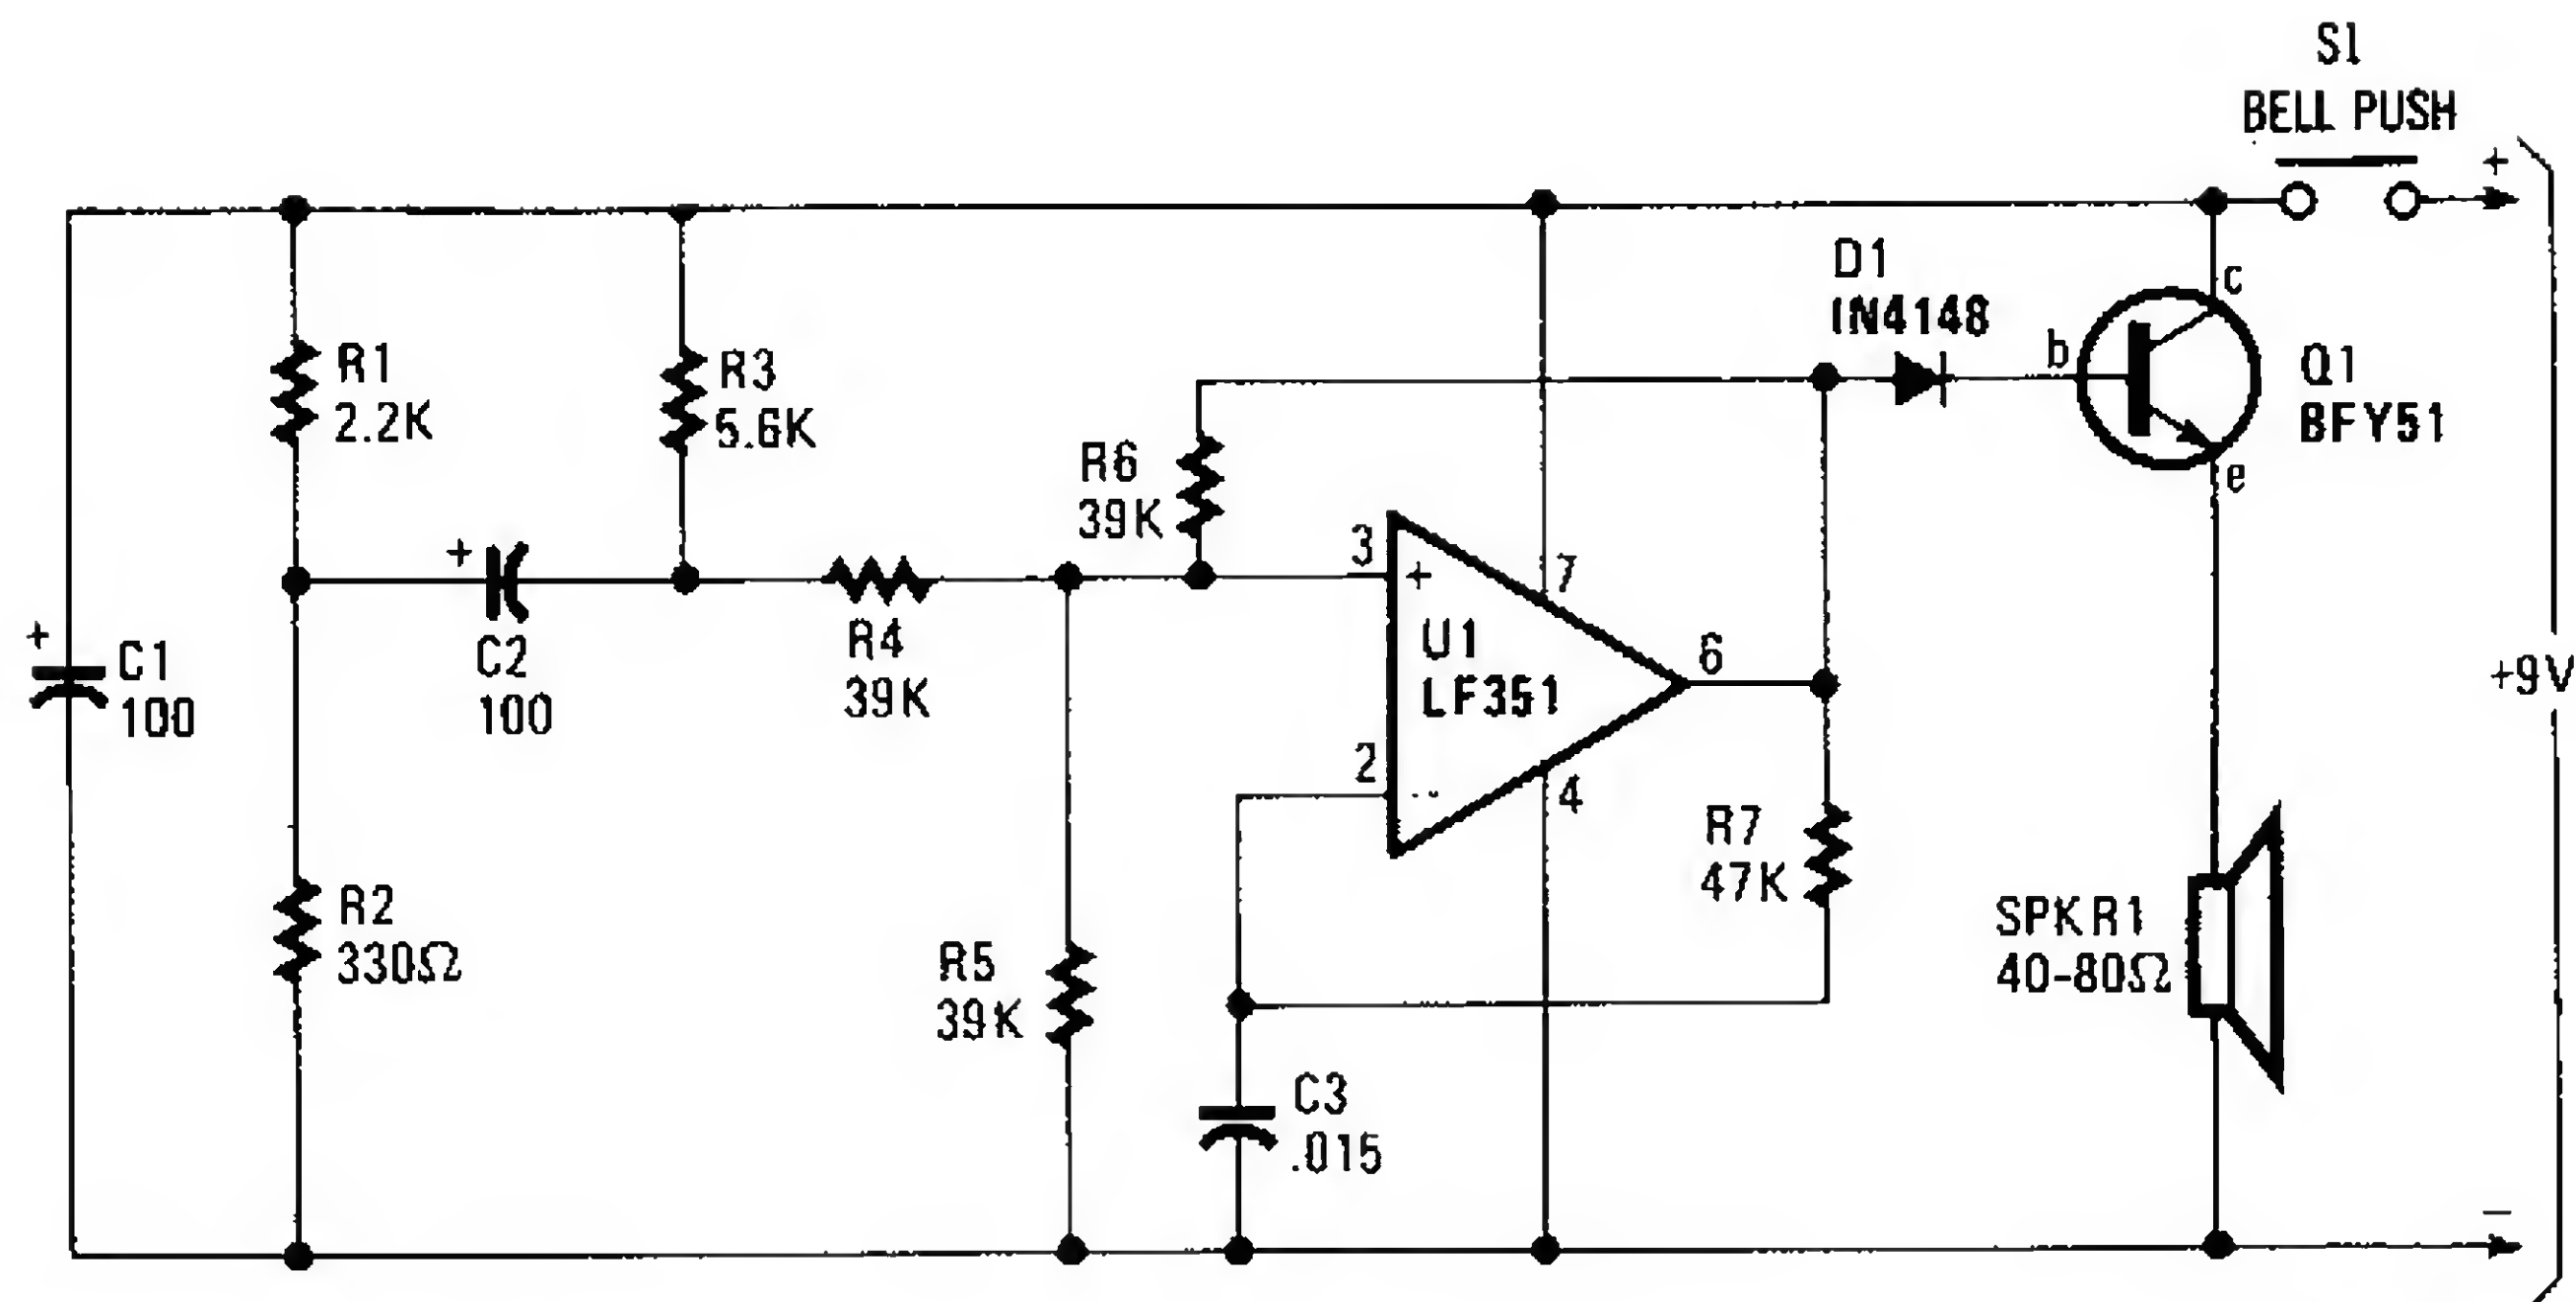 S1
BELL PUSH
+
D1
IN4148
c
b
Q1
BFY51
e
R1
2.2K
R3
5.6K
R6
39K
3
+
7
+
C2
100
R4
39K
U1
LF351
6
+
C1
100
+9V
2
-
4
R7
47K
R2
330Ω
R5
39K
SPKR1
40-80Ω
C3
.015
−